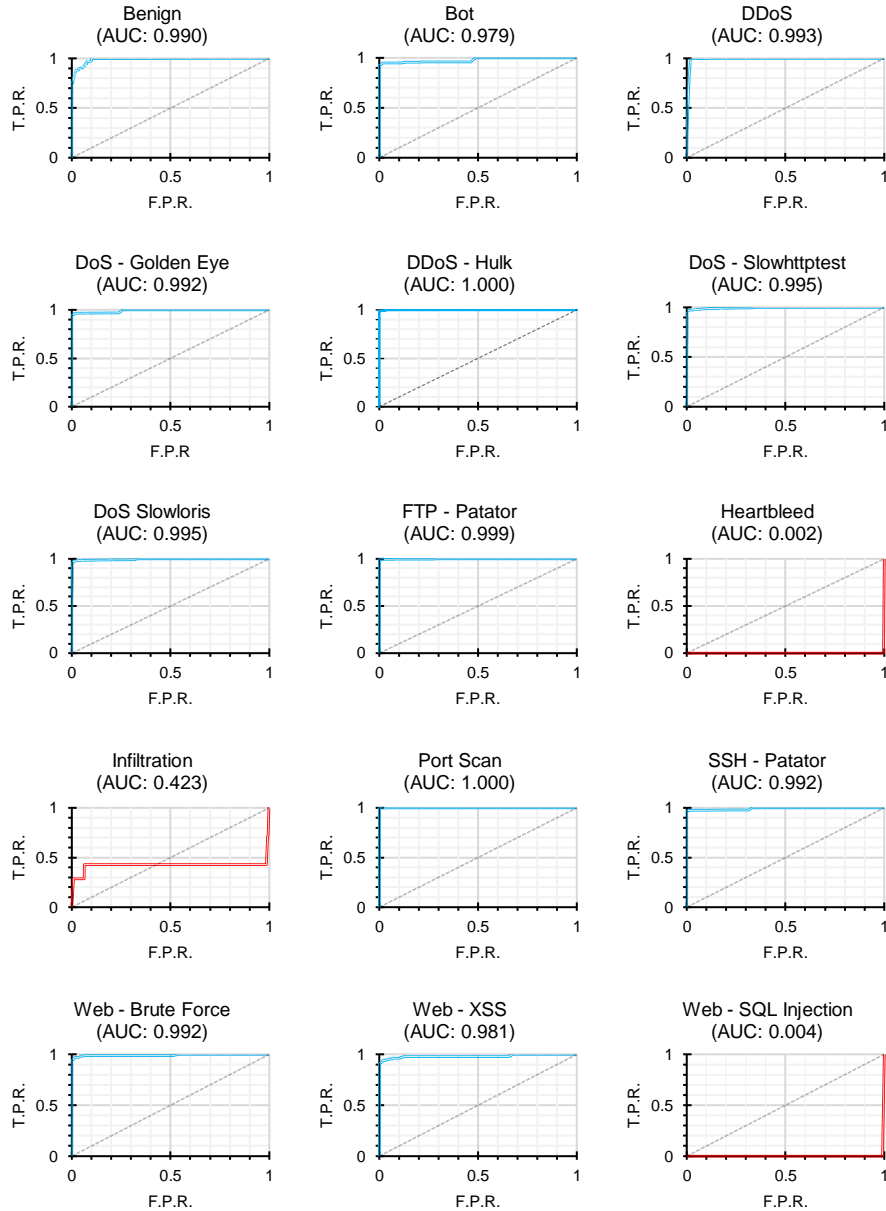 Benign
(AUC: 0.990)
1
0.5
0
T.P.R.
0 0.5 1
F.P.R.
Bot
(AUC: 0.979)
1
0.5
0
T.P.R.
0 0.5 1
F.P.R.
DDoS
(AUC: 0.993)
1
0.5
0
T.P.R.
0 0.5 1
F.P.R.
DoS - Golden Eye
(AUC: 0.992)
1
0.5
0
T.P.R.
0 0.5 1
F.P.R
DDoS - Hulk
(AUC: 1.000)
1
0.5
0
T.P.R.
0 0.5 1
F.P.R.
DoS - Slowhttptest
(AUC: 0.995)
1
0.5
0
T.P.R.
0 0.5 1
F.P.R.
DoS Slowloris
(AUC: 0.995)
1
0.5
0
T.P.R.
0 0.5 1
F.P.R.
FTP - Patator
(AUC: 0.999)
1
0.5
0
T.P.R.
0 0.5 1
F.P.R.
Heartbleed
(AUC: 0.002)
1
0.5
0
T.P.R.
0 0.5 1
F.P.R.
Infiltration
(AUC: 0.423)
1
0.5
0
T.P.R.
0 0.5 1
F.P.R.
Port Scan
(AUC: 1.000)
1
0.5
0
T.P.R.
0 0.5 1
F.P.R.
SSH - Patator
(AUC: 0.992)
1
0.5
0
T.P.R.
0 0.5 1
F.P.R.
Web - Brute Force
(AUC: 0.992)
1
0.5
0
T.P.R.
0 0.5 1
F.P.R.
Web - XSS
(AUC: 0.981)
1
0.5
0
T.P.R.
0 0.5 1
F.P.R.
Web - SQL Injection
(AUC: 0.004)
1
0.5
0
T.P.R.
0 0.5 1
F.P.R.